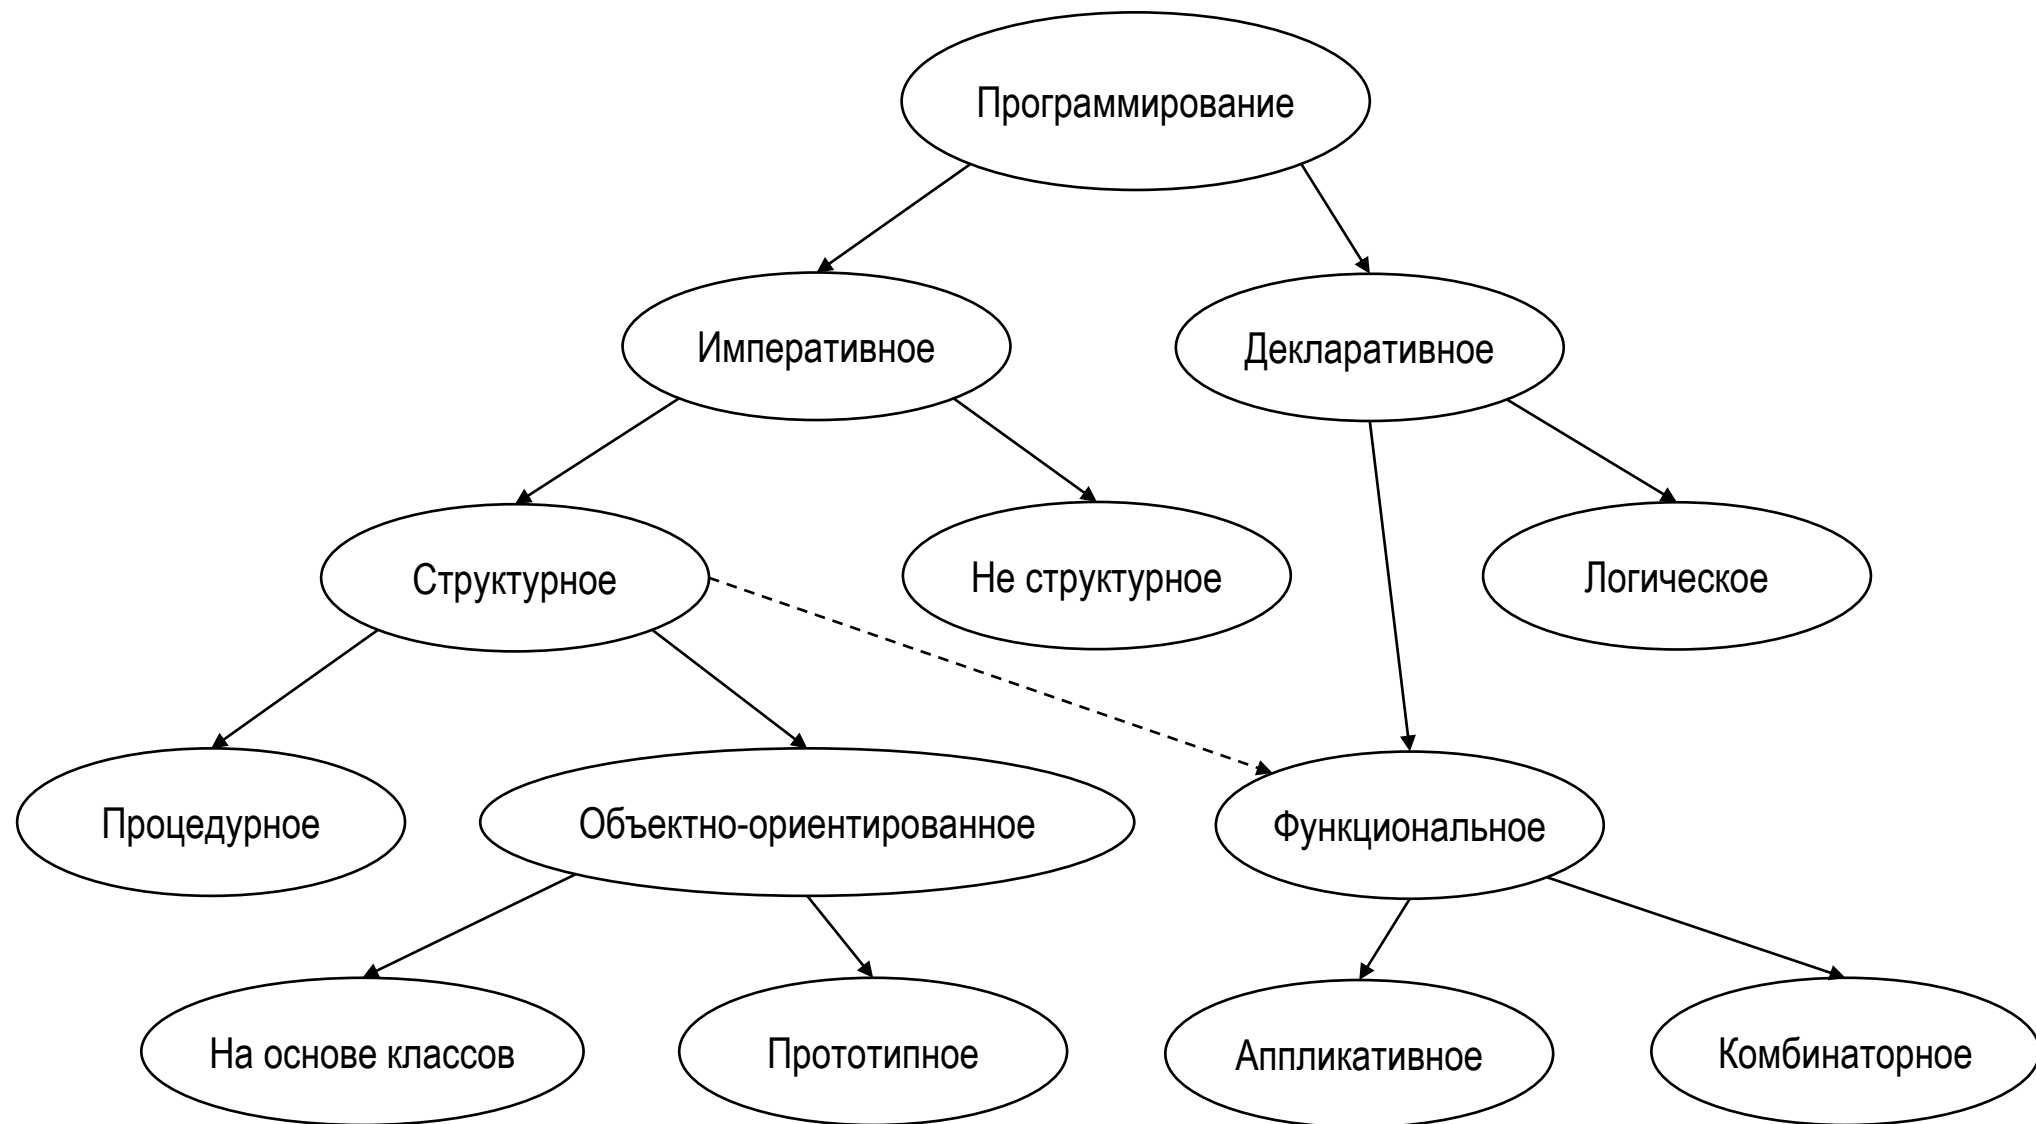 Программирование
Императивное
Декларативное
Структурное
Не структурное
Логическое
Процедурное
Объектно-ориентированное
Функциональное
На основе классов
Прототипное
Аппликативное
Комбинаторное